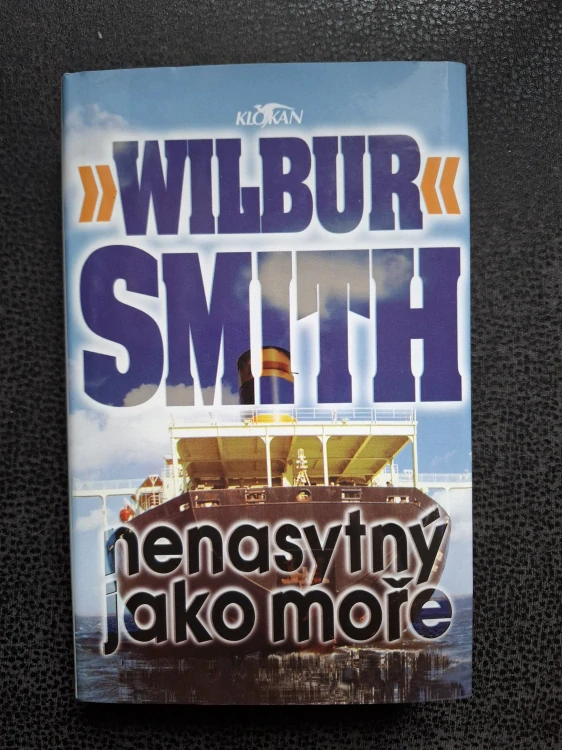 KLOKAN
»WILBUR«
SMITH
nenasytný
jako moře